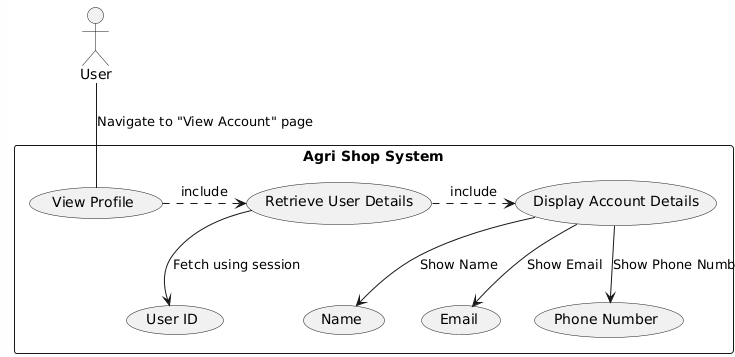 User
Navigate to "View Account" page
Agri Shop System
View Profile
include
Retrieve User Details
include
Display Account Details
Fetch using session
Show Name
Show Email
Show Phone Numb
User ID
Name
Email
Phone Number